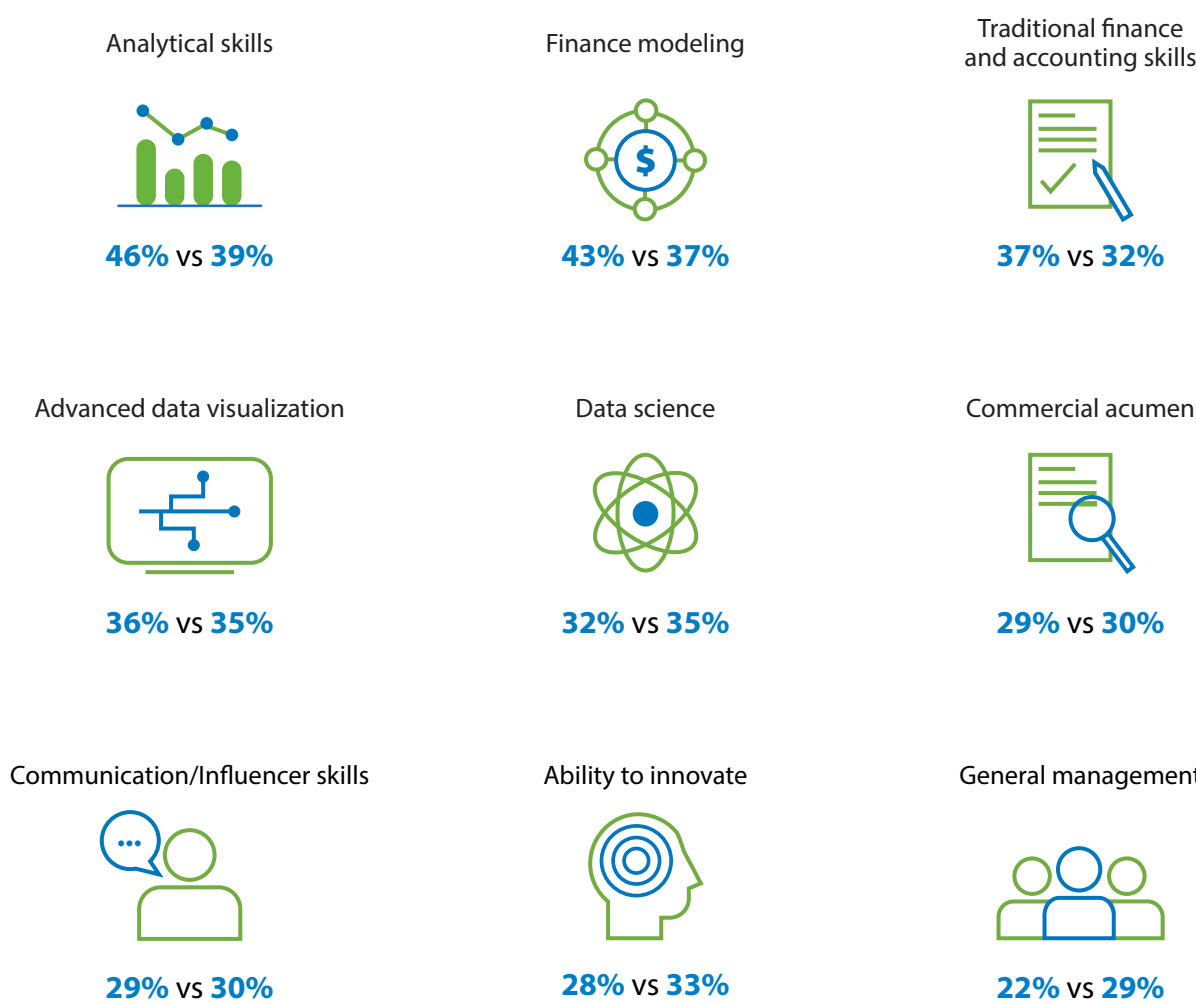 Analytical skills
46% vs 39%
Finance modeling
$
43% vs 37%
Traditional finance
and accounting skills
37% vs 32%
Advanced data visualization
36% vs 35%
Data science
32% vs 35%
Commercial acumen
29% vs 30%
Communication/Influencer skills
29% vs 30%
Ability to innovate
28% vs 33%
General management
22% vs 29%